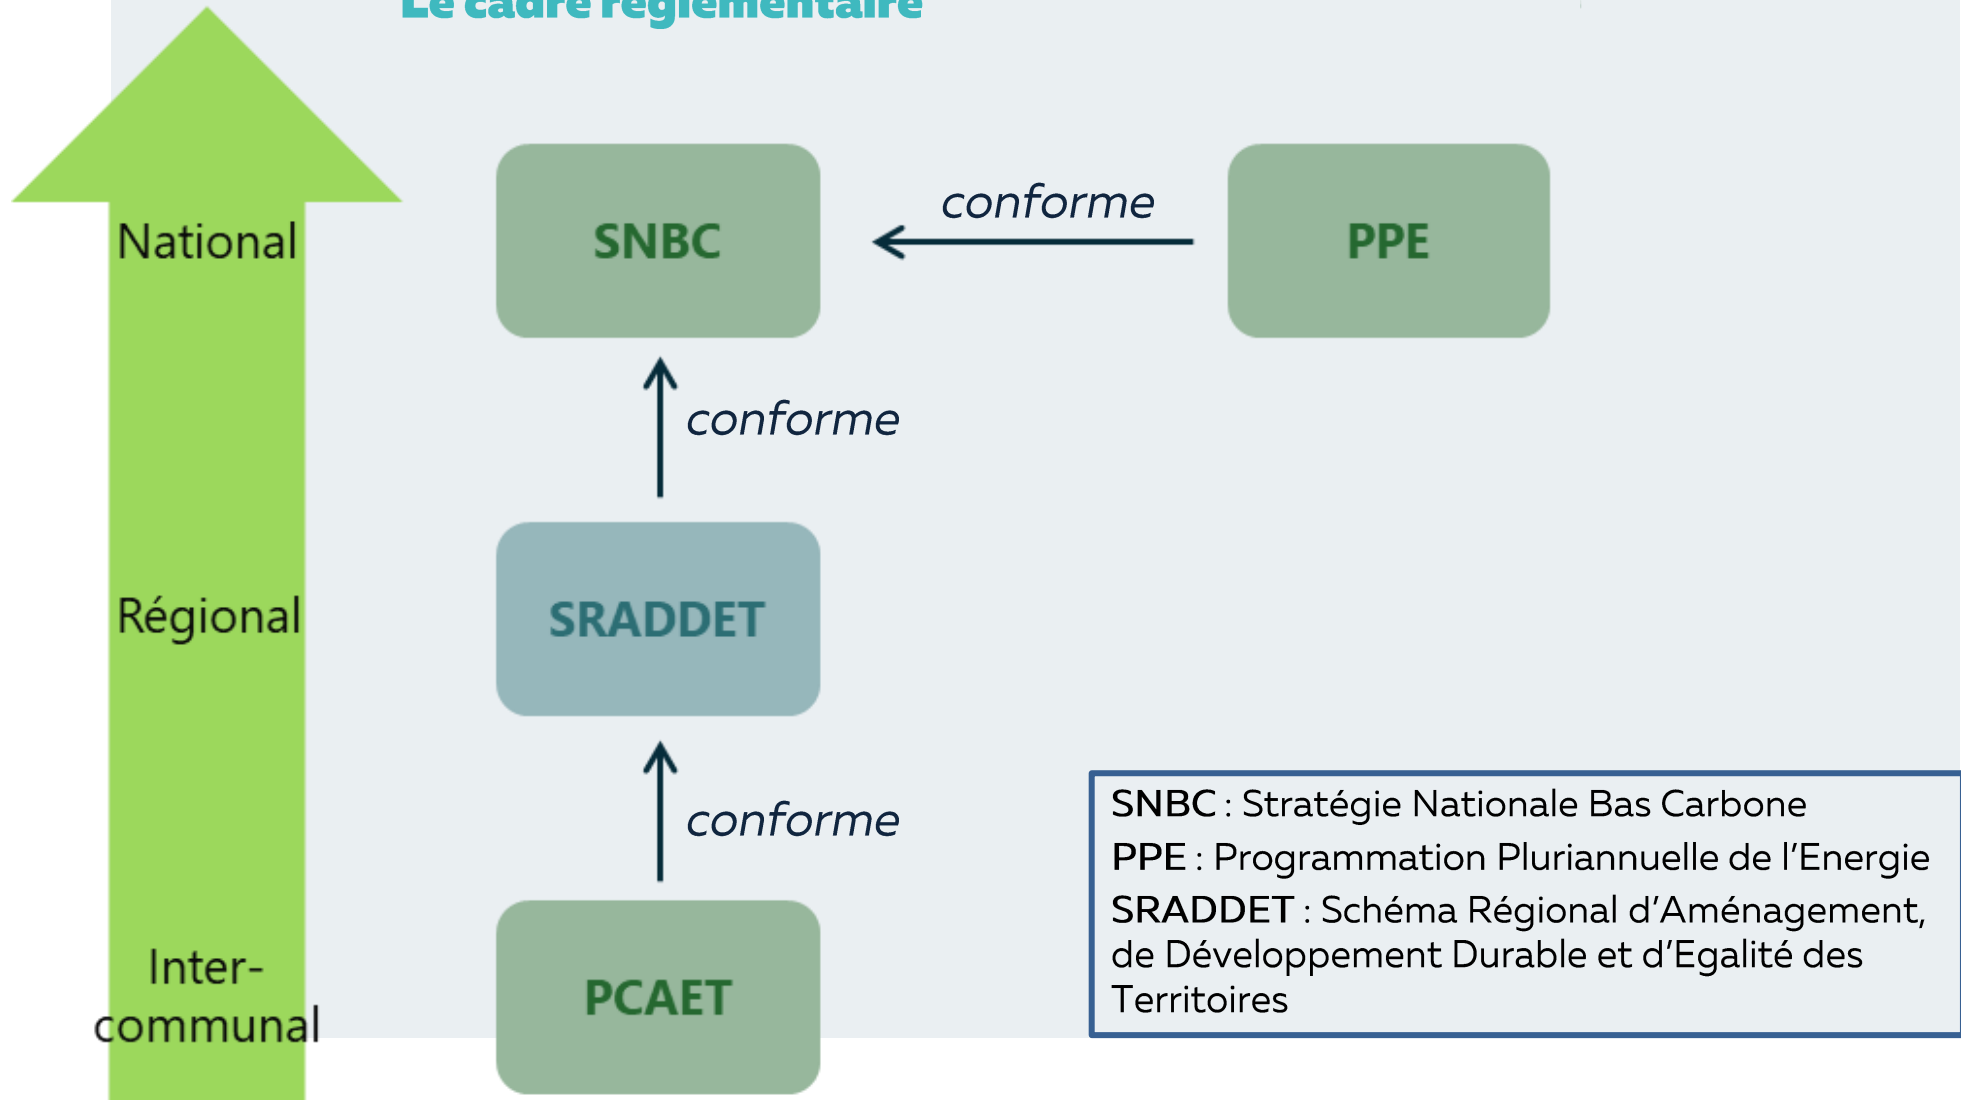 Le cadre réglementaire
National
SNBC
conforme
PPE
conforme
Régional
SRADDET
conforme
Inter-
communal
PCAET
SNBC : Stratégie Nationale Bas Carbone
PPE : Programmation Pluriannuelle de l'Energie
SRADDET : Schéma Régional d'Aménagement,
de Développement Durable et d'Egalité des
Territoires